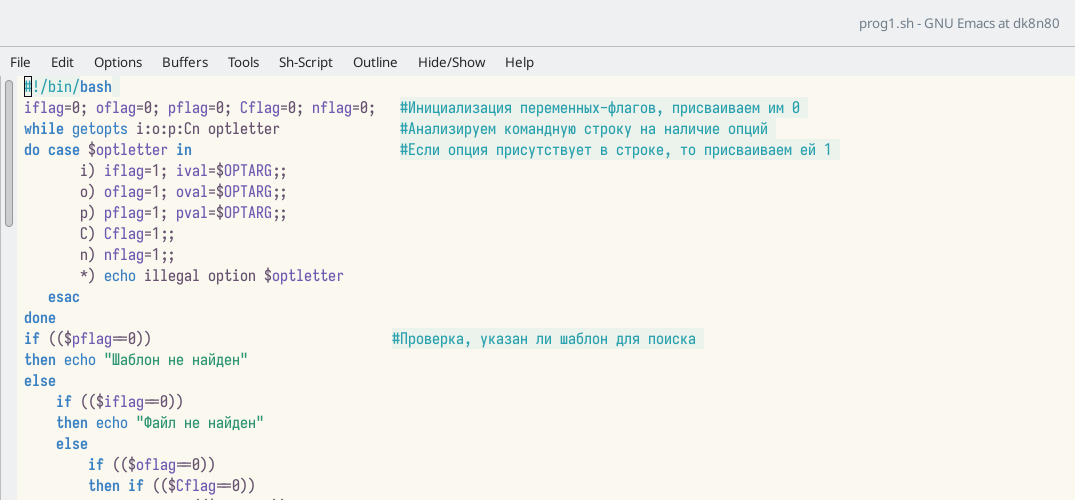 prog1.sh - GNU Emacs at dk8n80
File Edit Options Buffers Tools Sh-Script Outline Hide/Show Help
#!/bin/bash
iflag=0; oflag=0; pflag=0; Cflag=0; nflag=0;   #Инициализация переменных-флагов, присваиваем им 0
while getopts i:o:p:Cn optletter               #Анализируем командную строку на наличие опций
do case $optletter in                          #Если опция присутствует в строке, то присваиваем ей 1
       i) iflag=1; ival=$OPTARG;;
       o) oflag=1; oval=$OPTARG;;
       p) pflag=1; pval=$OPTARG;;
       C) Cflag=1;;
       n) nflag=1;;
       *) echo illegal option $optletter
   esac
done
if (($pflag==0))                              #Проверка, указан ли шаблон для поиска
then echo "Шаблон не найден"
else
    if (($iflag==0))
    then echo "Файл не найден"
    else
        if (($oflag==0))
        then if (($Cflag==0))